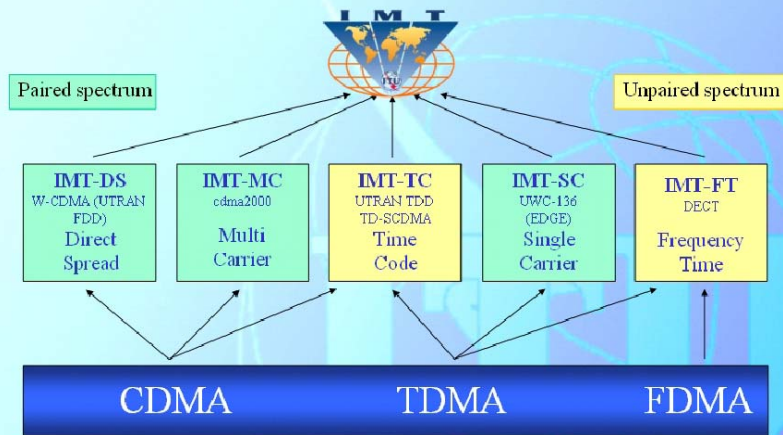 IMT
ITU
Paired spectrum
Unpaired spectrum
IMT-DS
W-CDMA (UTRAN
FDD)
Direct
Spread
IMT-MC
cdma2000
Multi
Carrier
IMT-TC
UTRAN TDD
TD-SCDMA
Time
Code
IMT-SC
UWC-136
(EDGE)
Single
Carrier
IMT-FT
DECT
Frequency
Time
CDMA
TDMA
FDMA